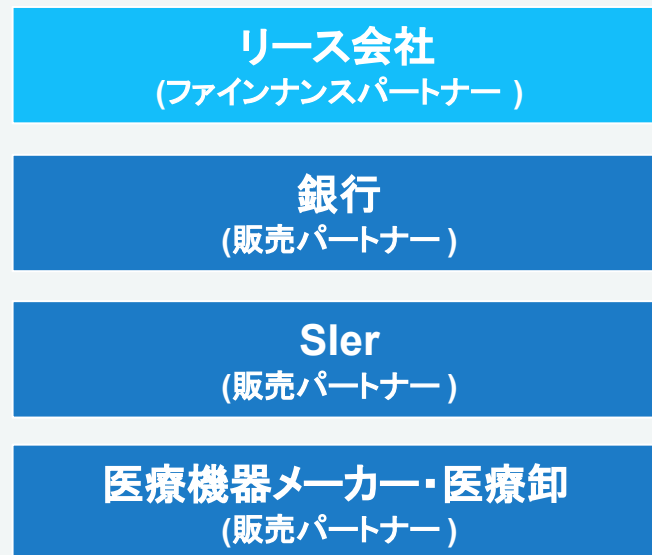 リース会社
(ファインナンスパートナー )
銀行
(販売パートナー )
SIer
(販売パートナー )
医療機器メーカー・医療卸
(販売パートナー )